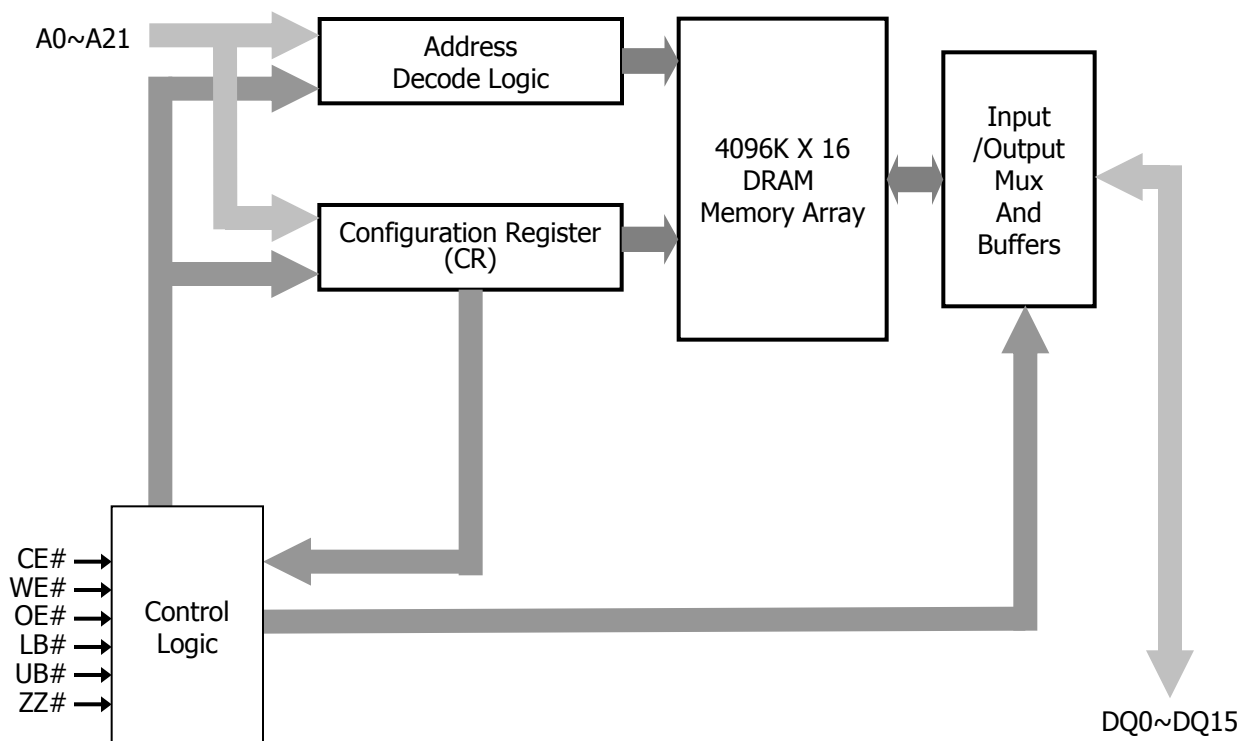 A0~A21
Address
Decode Logic
4096K X 16
DRAM
Memory Array
Input
/Output
Mux
And
Buffers
Configuration Register
(CR)
CE#
WE#
OE#
LB#
UB#
ZZ#
Control
Logic
DQ0~DQ15